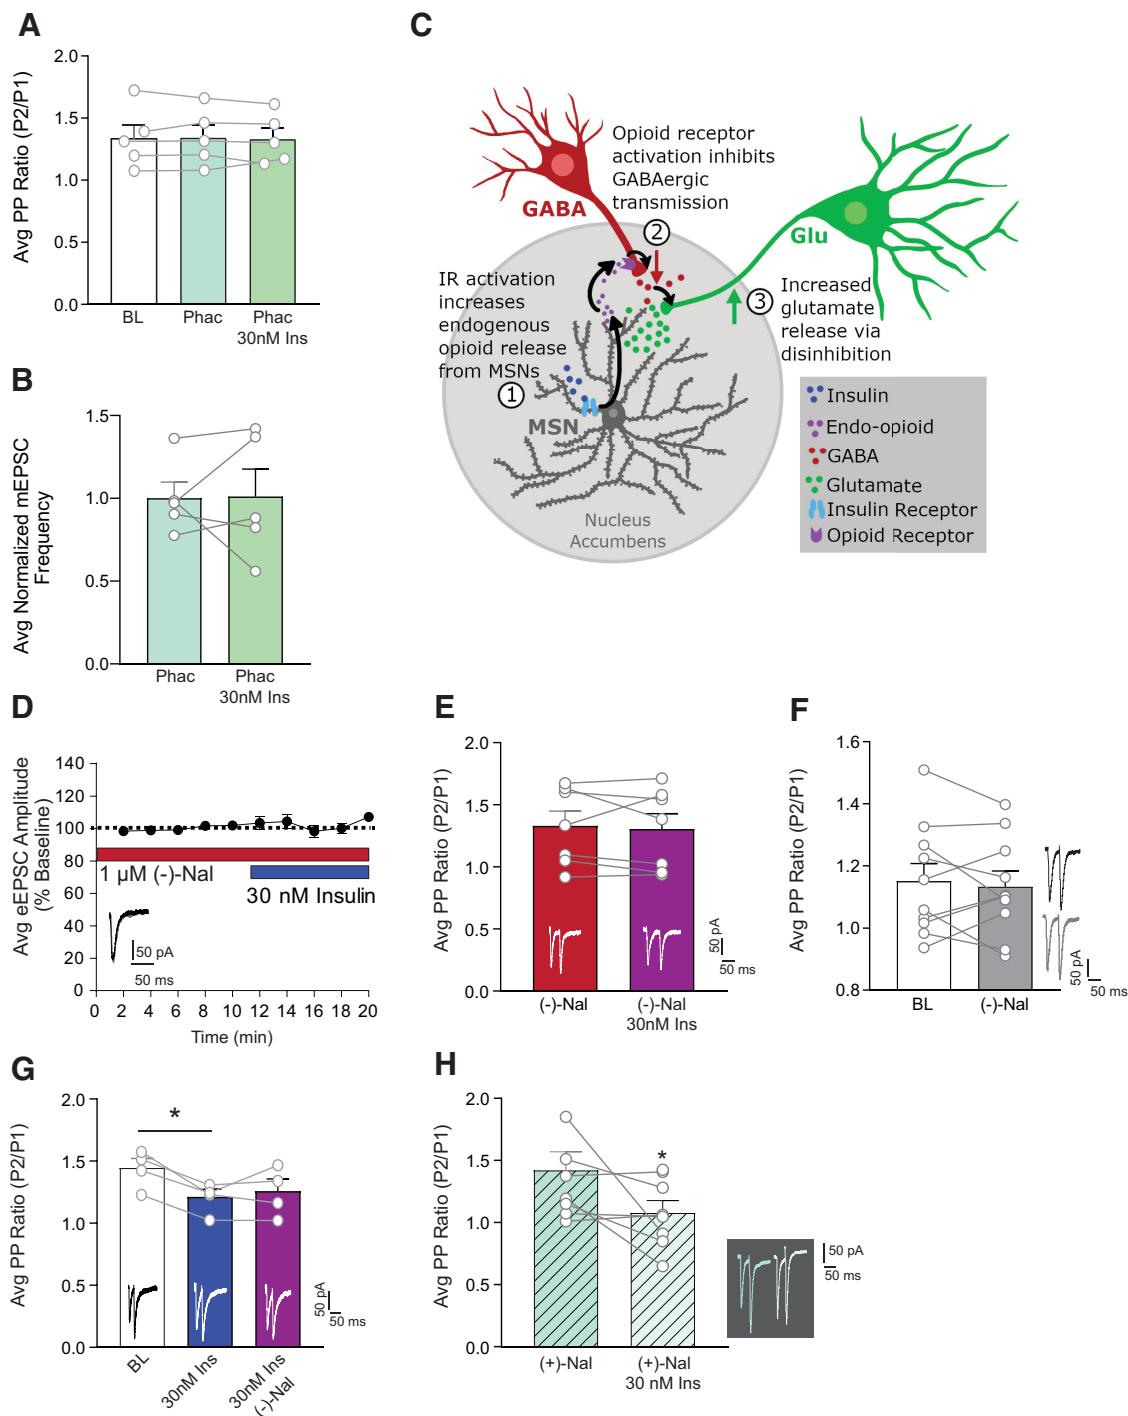 A
Avg PP Ratio (P2/P1)
2.0
1.5
1.0
0.5
0.0
BL
Phac
Phac
30nM Ins
B
Avg Normalized mEPSC
Frequency
1.5
1.0
0.5
0.0
Phac
Phac
30nM Ins
C
Opioid receptor
activation inhibits
GABAergic
transmission
GABA
Glu
2
IR activation
increases
endogenous
opioid release
from MSNs
1
3
Increased
glutamate
release via
disinhibition
MSN
Nucleus
Accumbens
Insulin
Endo-opioid
GABA
Glutamate
Insulin Receptor
Opioid Receptor
D
Avg eEPSC Amplitude
(% Baseline)
140
120
100
80
60
40
20
0
1 µM (-)-Nal
30 nM Insulin
50 pA
50 ms
0 2 4 6 8 10 12 14 16 18 20
Time (min)
E
Avg PP Ratio (P2/P1)
2.0
1.5
1.0
0.5
0.0
50 pA
50 ms
(-)-Nal
(-)-Nal
30nM Ins
F
Avg PP Ratio (P2/P1)
1.6
1.4
1.2
1.0
0.8
50 pA
50 ms
BL
(-)-Nal
G
Avg PP Ratio (P2/P1)
2.0
1.5
1.0
0.5
0.0
*
50 pA
50 ms
BL
30nM Ins
30nM Ins
(-)-Nal
H
Avg PP Ratio (P2/P1)
2.0
1.5
1.0
0.5
0.0
*
50 pA
50 ms
(+)-Nal
(+)-Nal
30 nM Ins